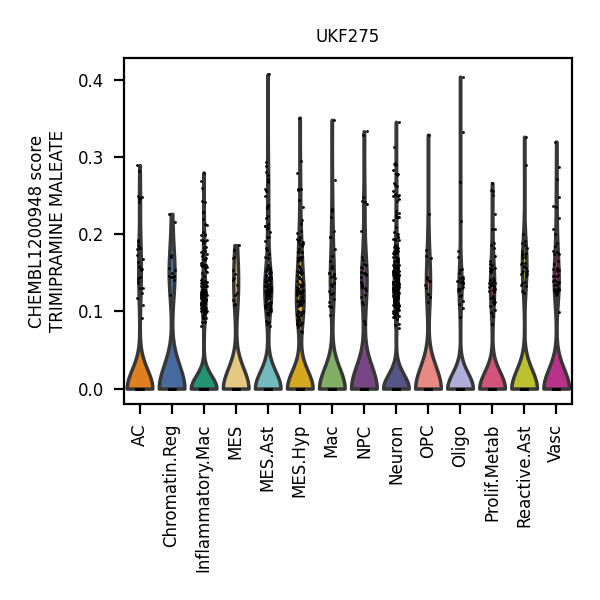 UKF275
CHEMBL1200948 score
TRIMIPRAMINE MALEATE
0.4
0.3
0.2
0.1
0.0
AC
Chromatin.Reg
Inflammatory.Mac
MES
MES.Ast
MES.Hyp
Mac
NPC
Neuron
OPC
Oligo
Prolif.Metab
Reactive.Ast
Vasc